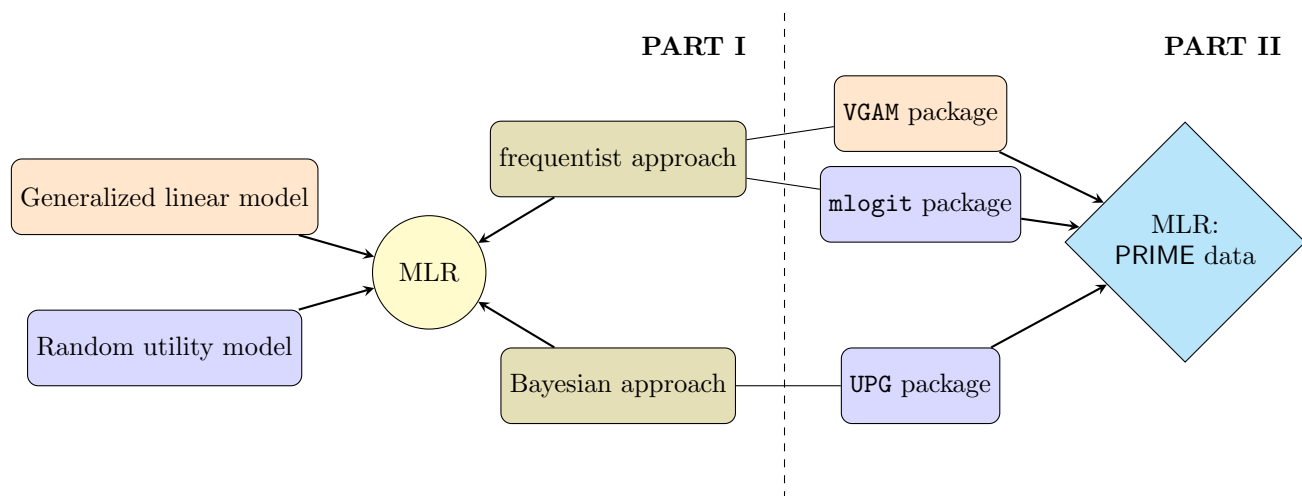 PART I
PART II
VGAM package
frequentist approach
Generalized linear model
mlogit package
MLR:
PRIME data
MLR
Random utility model
Bayesian approach
UPG package